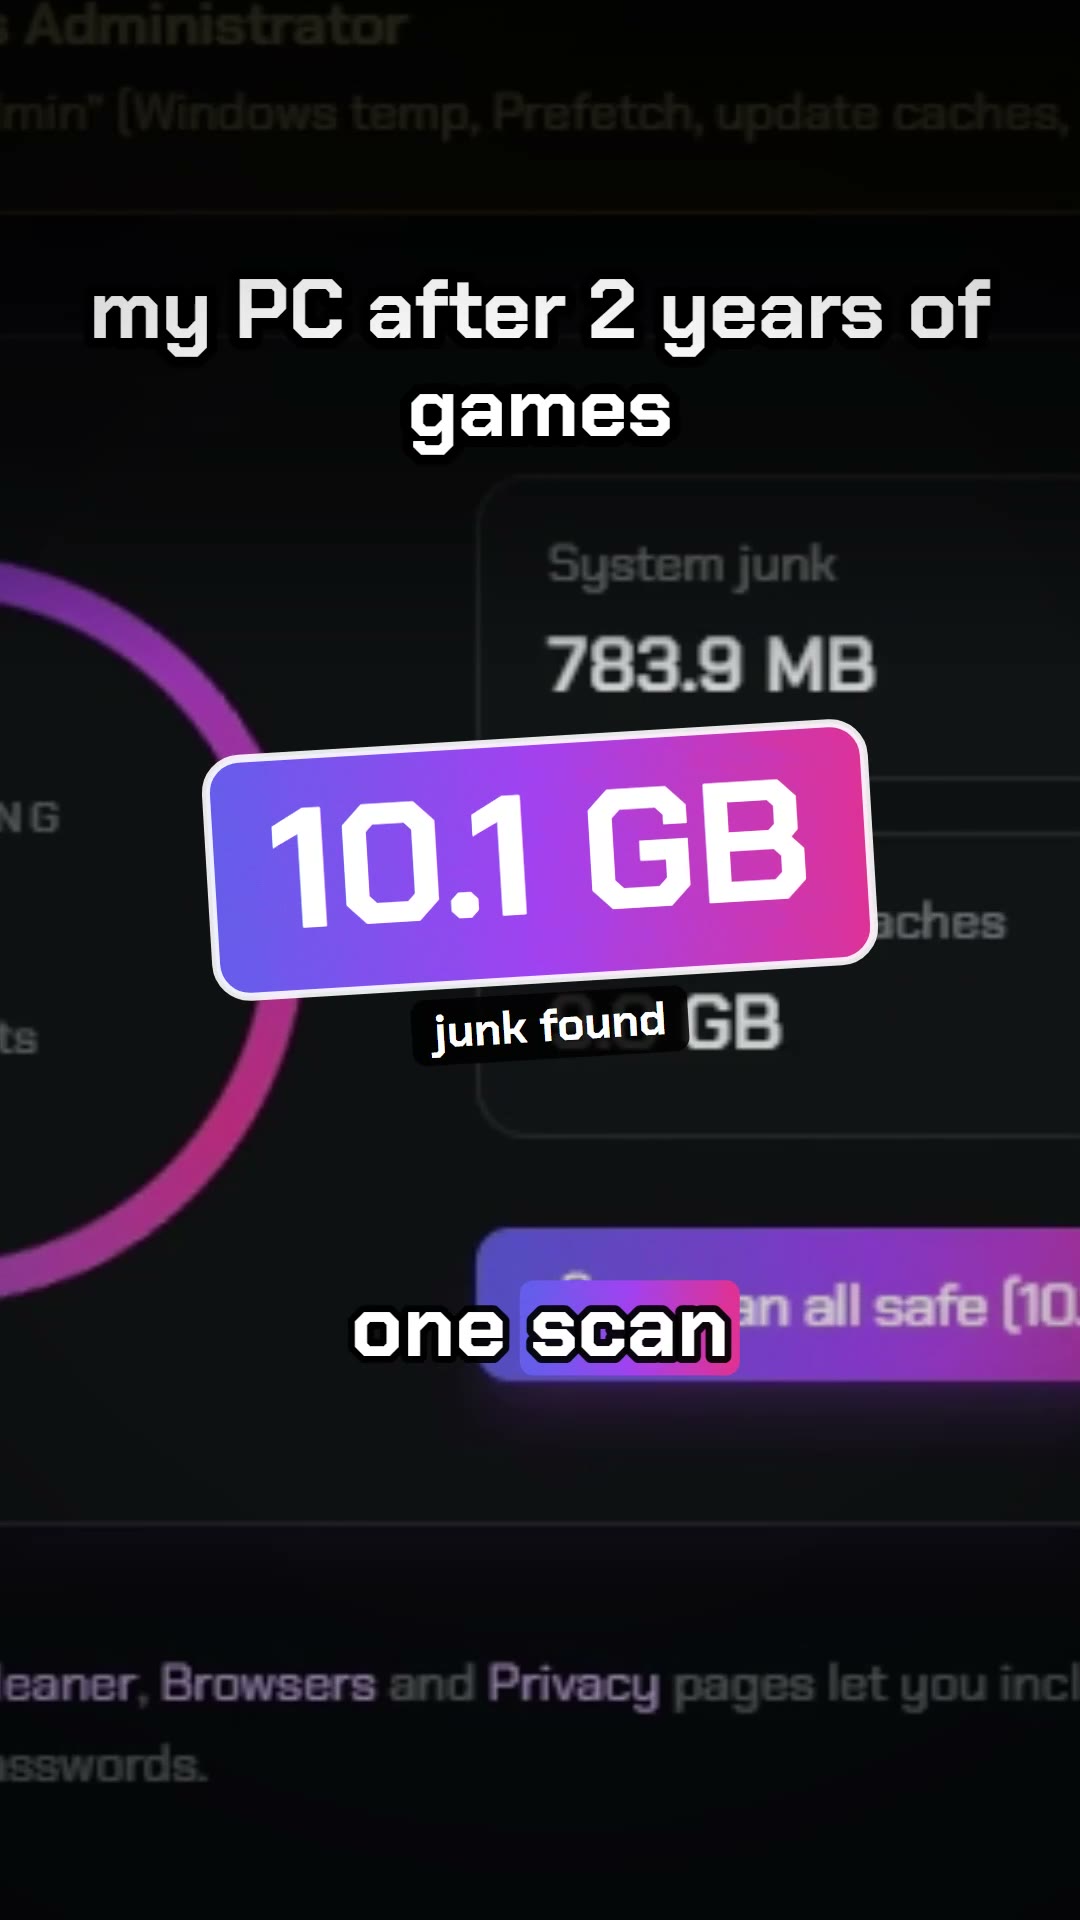 s Administrator
dmin" (Windows temp, Prefetch, update caches,
my PC after 2 years of
games
System junk
783.9 MB
NG
10.1 GB
aches
junk found
GB
ts
one scan
an all safe (10.
leaner, Browsers and Privacy pages let you incl
asswords.